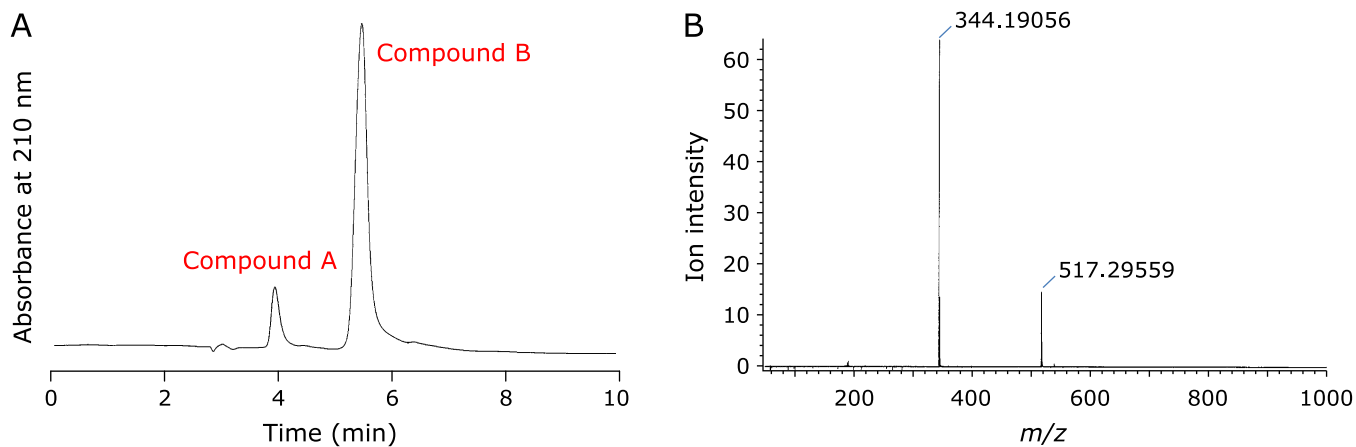 A
Absorbance at 210 nm
Compound A
Compound B
0 2 4 6 8 10
Time (min)
B
Ion intensity
60
50
40
30
20
10
0
344.19056
517.29559
200 400 600 800 1000
m/z